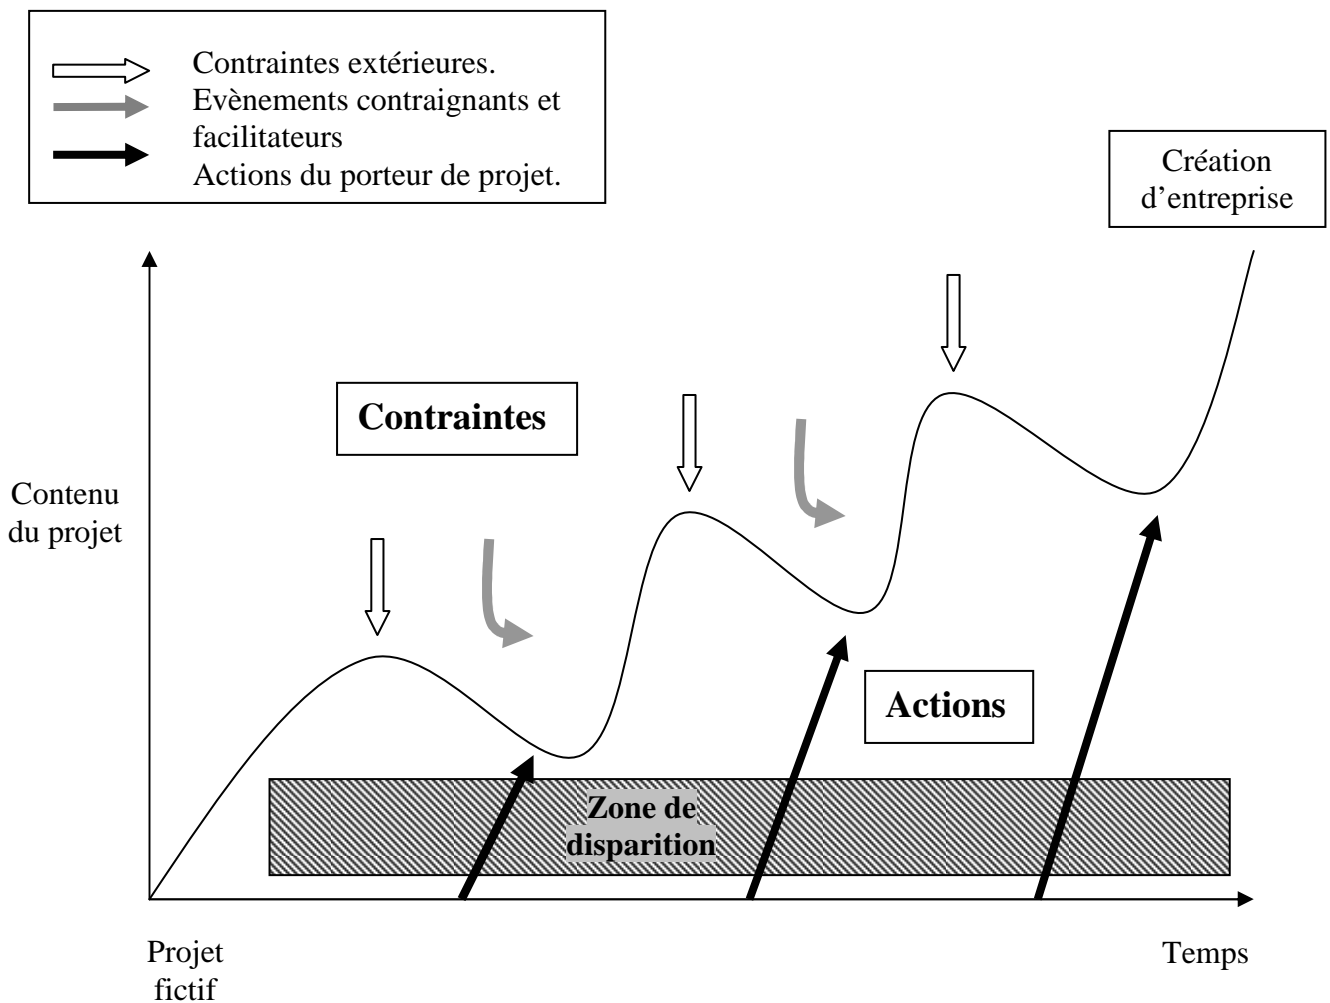 Contraintes extérieures.
Evènements contraignants et
facilitateurs
Actions du porteur de projet.
Création
d’entreprise
Contraintes
Contenu
du projet
Actions
Zone de
disparition
Projet
fictif
Temps